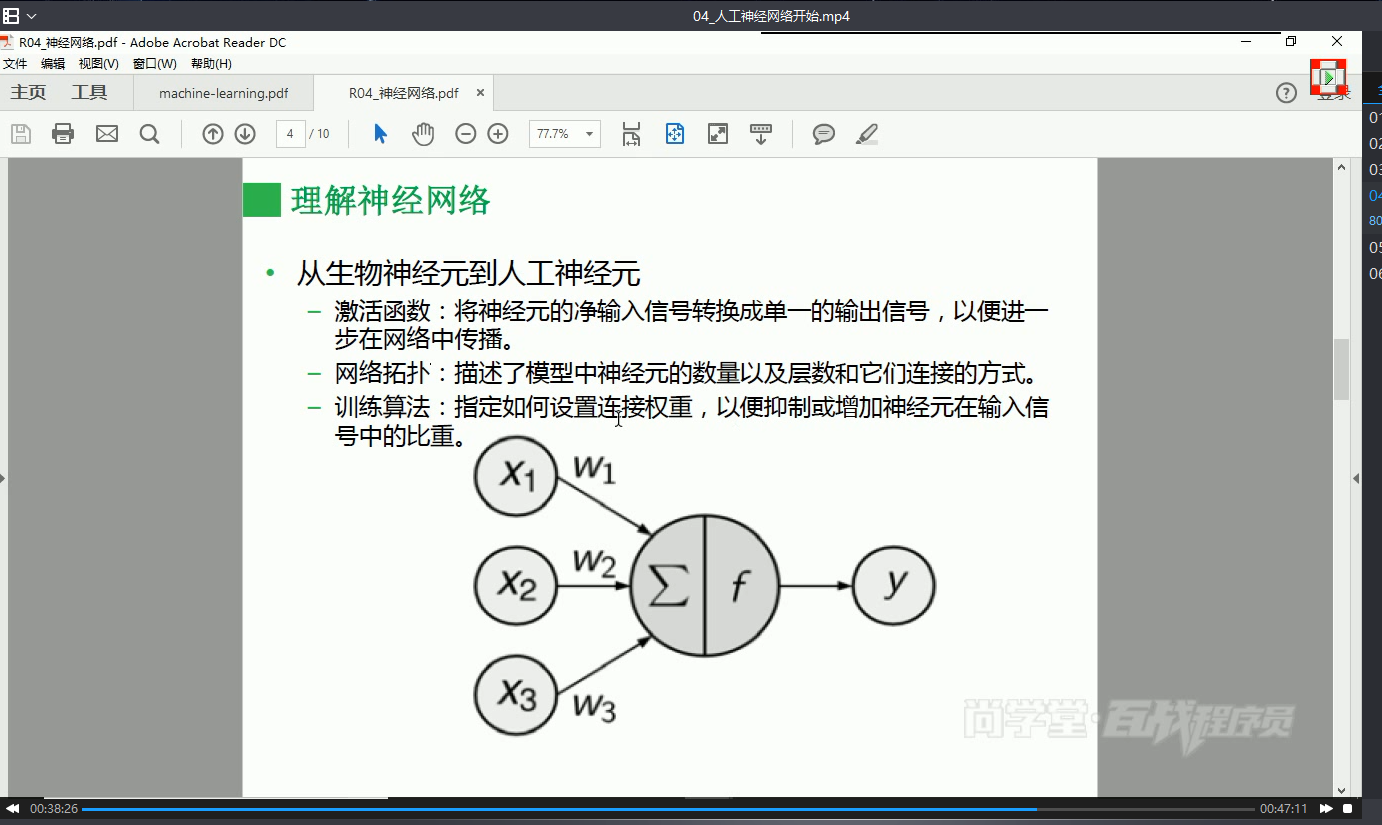 04_人工神经网络开始.mp4
R04_神经网络.pdf - Adobe Acrobat Reader DC
文件 编辑 视图(V) 窗口(W) 帮助(H)
主页 工具 machine-learning.pdf R04_神经网络.pdf × ? 登录
4 / 10 77.7%
理解神经网络
• 从生物神经元到人工神经元
– 激活函数：将神经元的净输入信号转换成单一的输出信号，以便进一
步在网络中传播。
– 网络拓扑：描述了模型中神经元的数量以及层数和它们连接的方式。
– 训练算法：指定如何设置连接权重，以便抑制或增加神经元在输入信
号中的比重。
x1 w1
x2 w2 ∑ f y
x3 w3
尚学堂·百战程序员
00:38:26 00:47:11